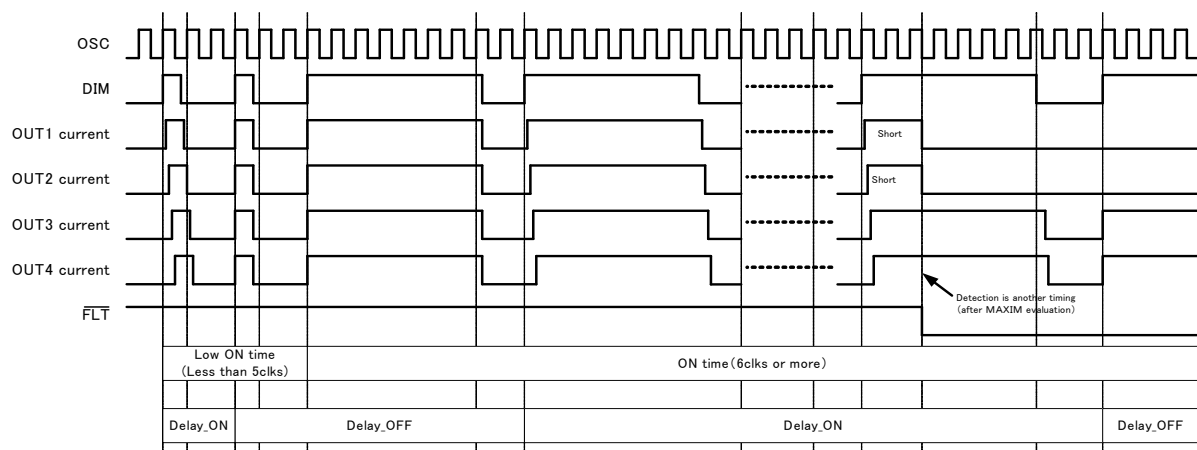 OSC
DIM
OUT1 current
Short
OUT2 current
Short
OUT3 current
OUT4 current
Detection is another timing
(after MAXIM evaluation)
FLT
Low ON time
(Less than 5clks)
ON time(6clks or more)
Delay_ON
Delay_OFF
Delay_ON
Delay_OFF